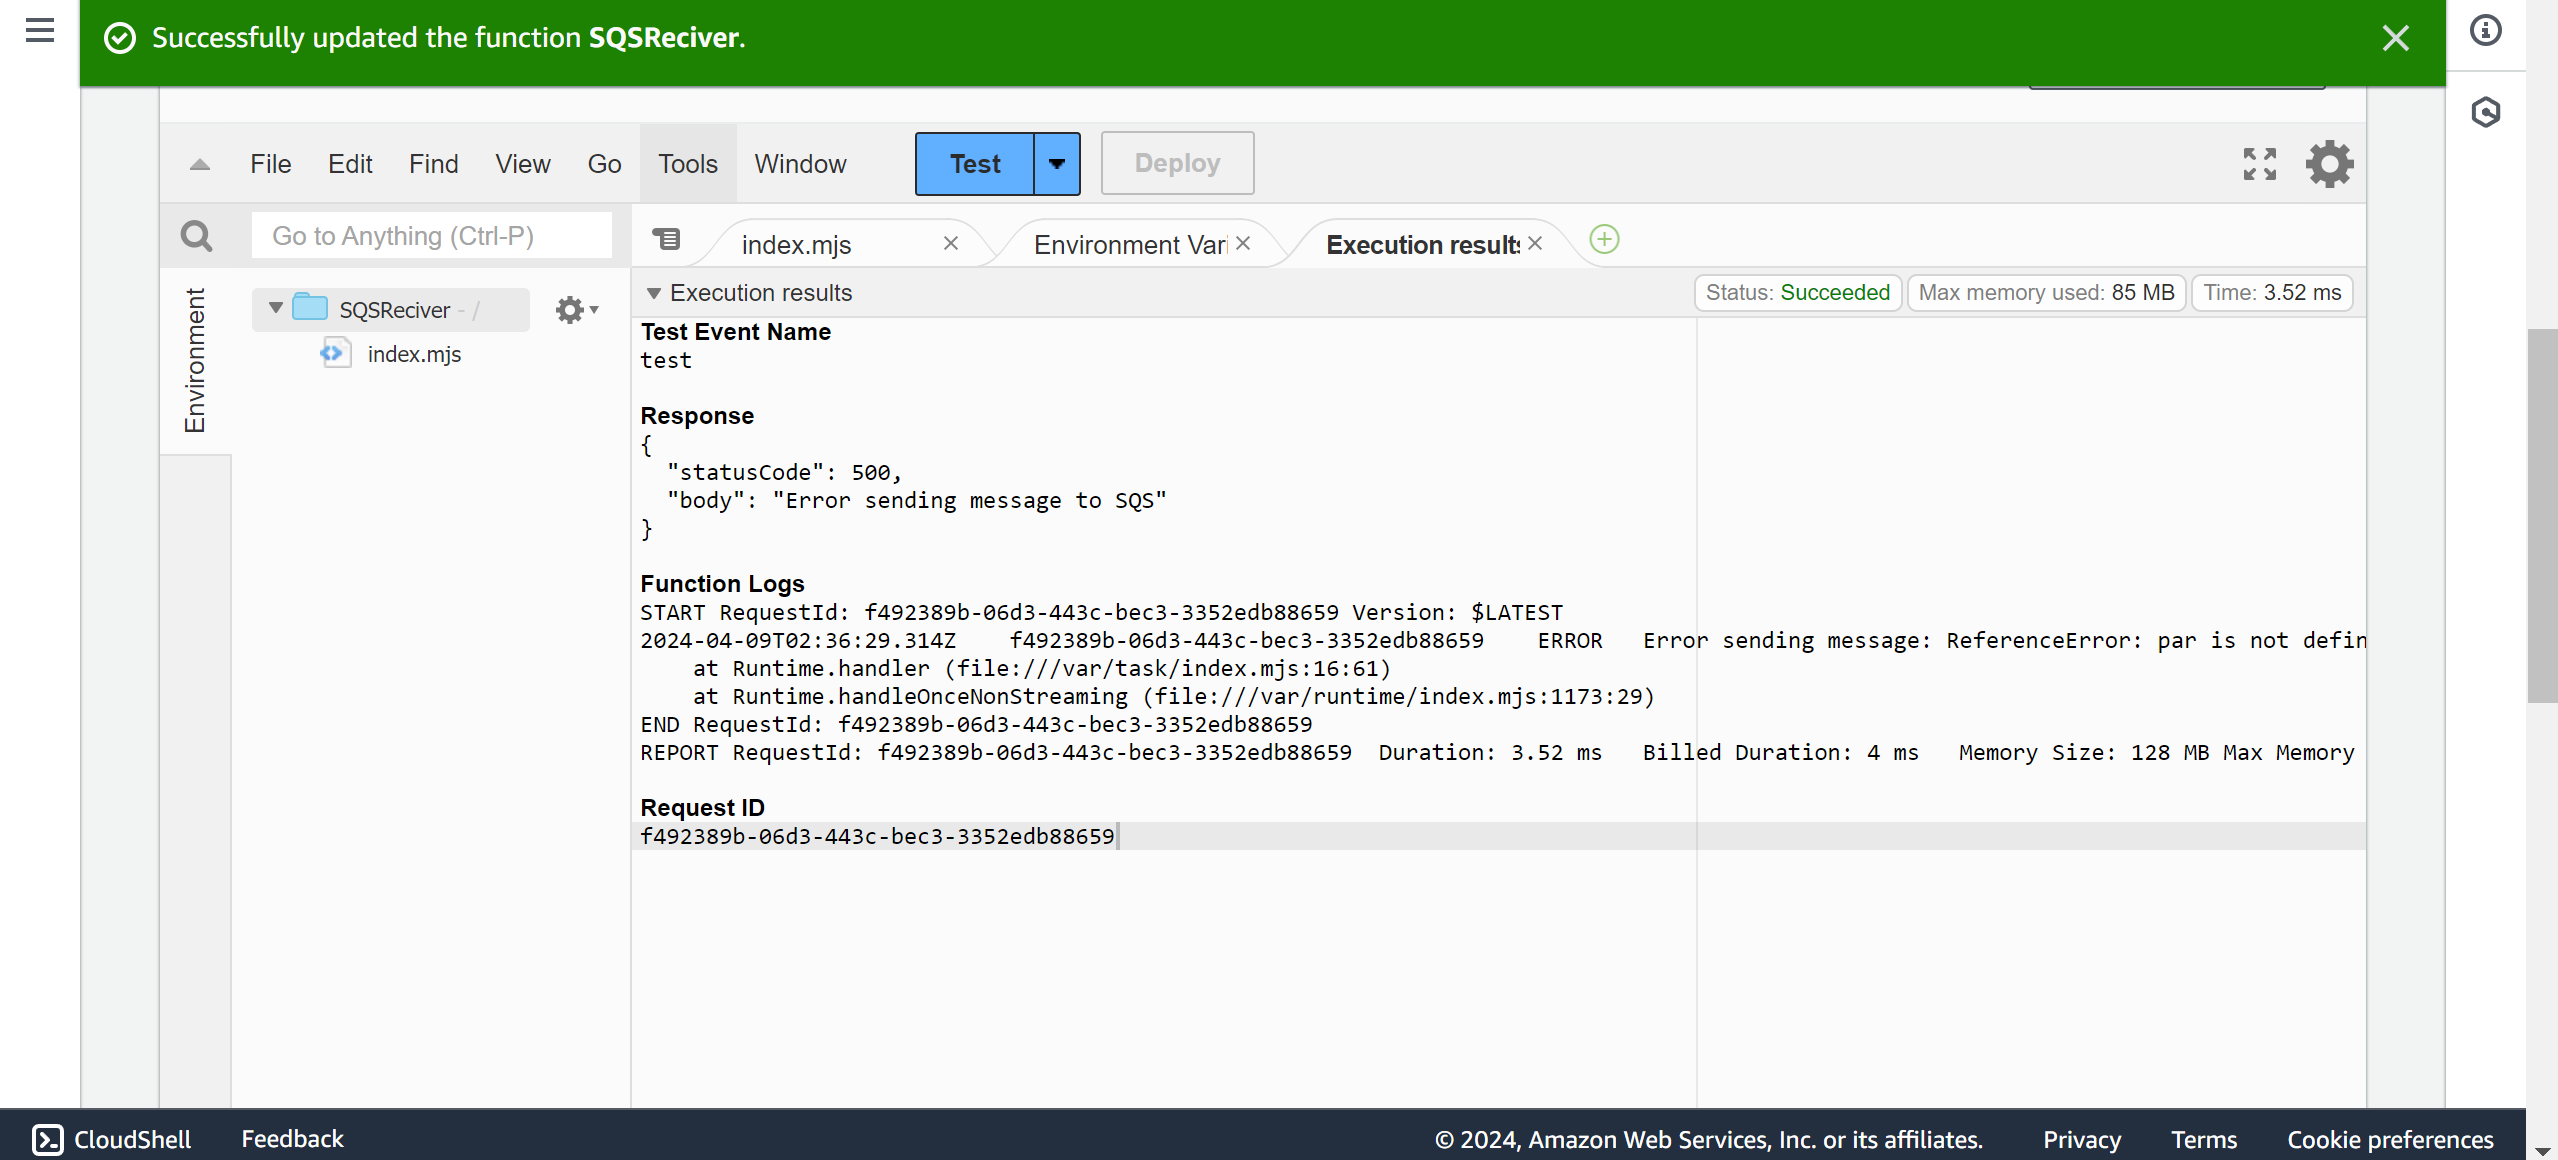 Successfully updated the function SQSReciver.
File Edit Find View Go Tools Window Test Deploy
Go to Anything (Ctrl-P)
index.mjs Environment Vari Execution results
Environment
SQSReciver - /
index.mjs
Execution results Status: Succeeded Max memory used: 85 MB Time: 3.52 ms
Test Event Name
test
Response
{
"statusCode": 500,
"body": "Error sending message to SQS"
}
Function Logs
START RequestId: f492389b-06d3-443c-bec3-3352edb88659 Version: $LATEST
2024-04-09T02:36:29.314Z f492389b-06d3-443c-bec3-3352edb88659 ERROR Error sending message: ReferenceError: par is not defin
at Runtime.handler (file:///var/task/index.mjs:16:61)
at Runtime.handleOnceNonStreaming (file:///var/runtime/index.mjs:1173:29)
END RequestId: f492389b-06d3-443c-bec3-3352edb88659
REPORT RequestId: f492389b-06d3-443c-bec3-3352edb88659 Duration: 3.52 ms Billed Duration: 4 ms Memory Size: 128 MB Max Memory
Request ID
f492389b-06d3-443c-bec3-3352edb88659
CloudShell Feedback © 2024, Amazon Web Services, Inc. or its affiliates. Privacy Terms Cookie preferences